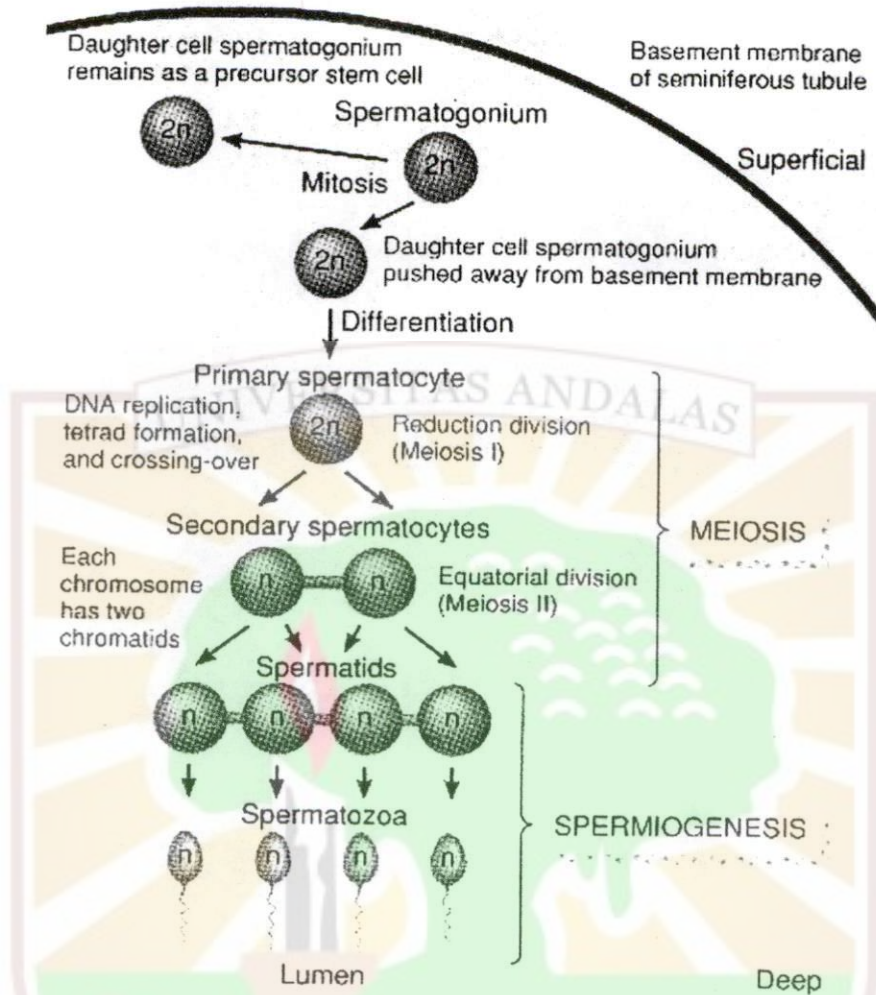 Daughter cell spermatogonium
remains as a precursor stem cell
Basement membrane
of seminiferous tubule
Spermatogonium
2n
2n
Superficial
Mitosis
2n
Daughter cell spermatogonium
pushed away from basement membrane
Differentiation
UNIVERSITAS ANDALAS
Primary spermatocyte
DNA replication,
tetrad formation,
and crossing-over
2n
Reduction division
(Meiosis I)
Secondary spermatocytes
MEIOSIS
Each
chromosome
has two
chromatids
n n
Equatorial division
(Meiosis II)
Spermatids
n n n n
Spermatozoa
SPERMIOGENESIS
n n n n
Lumen
Deep